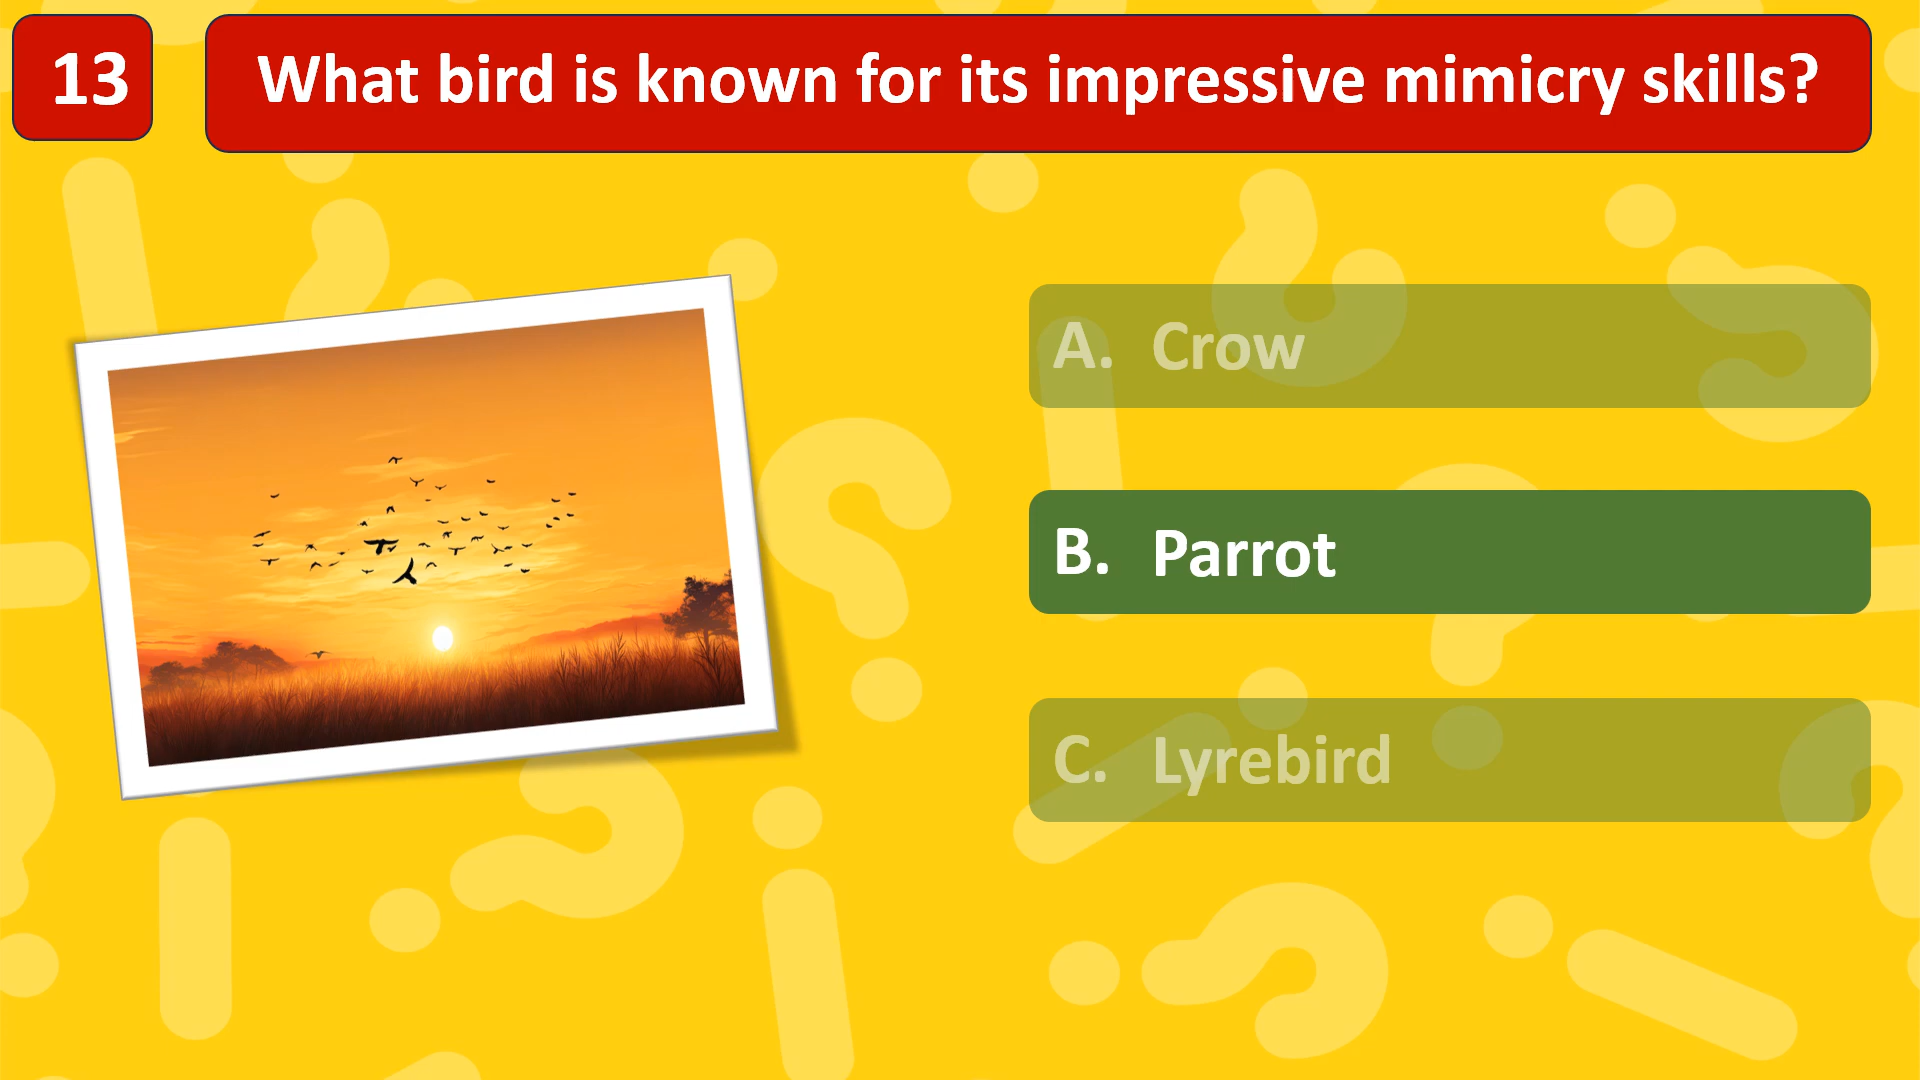 13
What bird is known for its impressive mimicry skills?
A. Crow
B. Parrot
C. Lyrebird